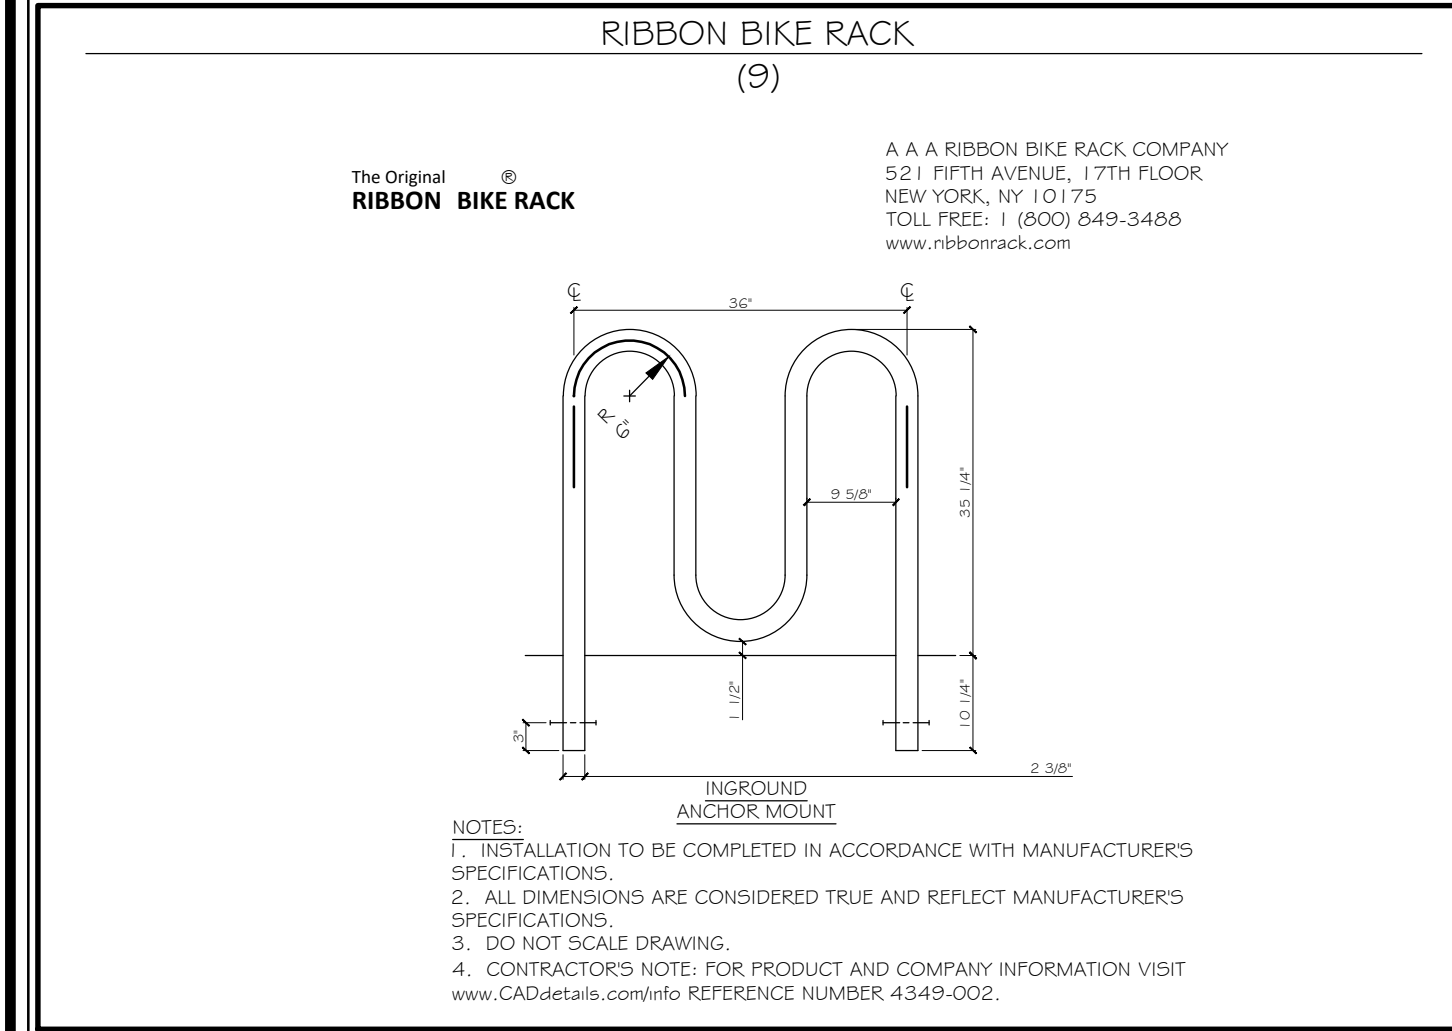 RIBBON BIKE RACK
(9)
The Original ®
RIBBON BIKE RACK
A A A RIBBON BIKE RACK COMPANY
521 FIFTH AVENUE, 17TH FLOOR
NEW YORK, NY 10175
TOLL FREE: 1 (800) 849-3488
www.ribbonrack.com
℄
36"
℄
R 6"
9 5/8"
35 1/4"
1 1/2"
10 1/4"
3"
2 3/8"
INGROUND
ANCHOR MOUNT
NOTES:
1. INSTALLATION TO BE COMPLETED IN ACCORDANCE WITH MANUFACTURER'S
SPECIFICATIONS.
2. ALL DIMENSIONS ARE CONSIDERED TRUE AND REFLECT MANUFACTURER'S
SPECIFICATIONS.
3. DO NOT SCALE DRAWING.
4. CONTRACTOR'S NOTE: FOR PRODUCT AND COMPANY INFORMATION VISIT
www.CADdetails.com/info REFERENCE NUMBER 4349-002.